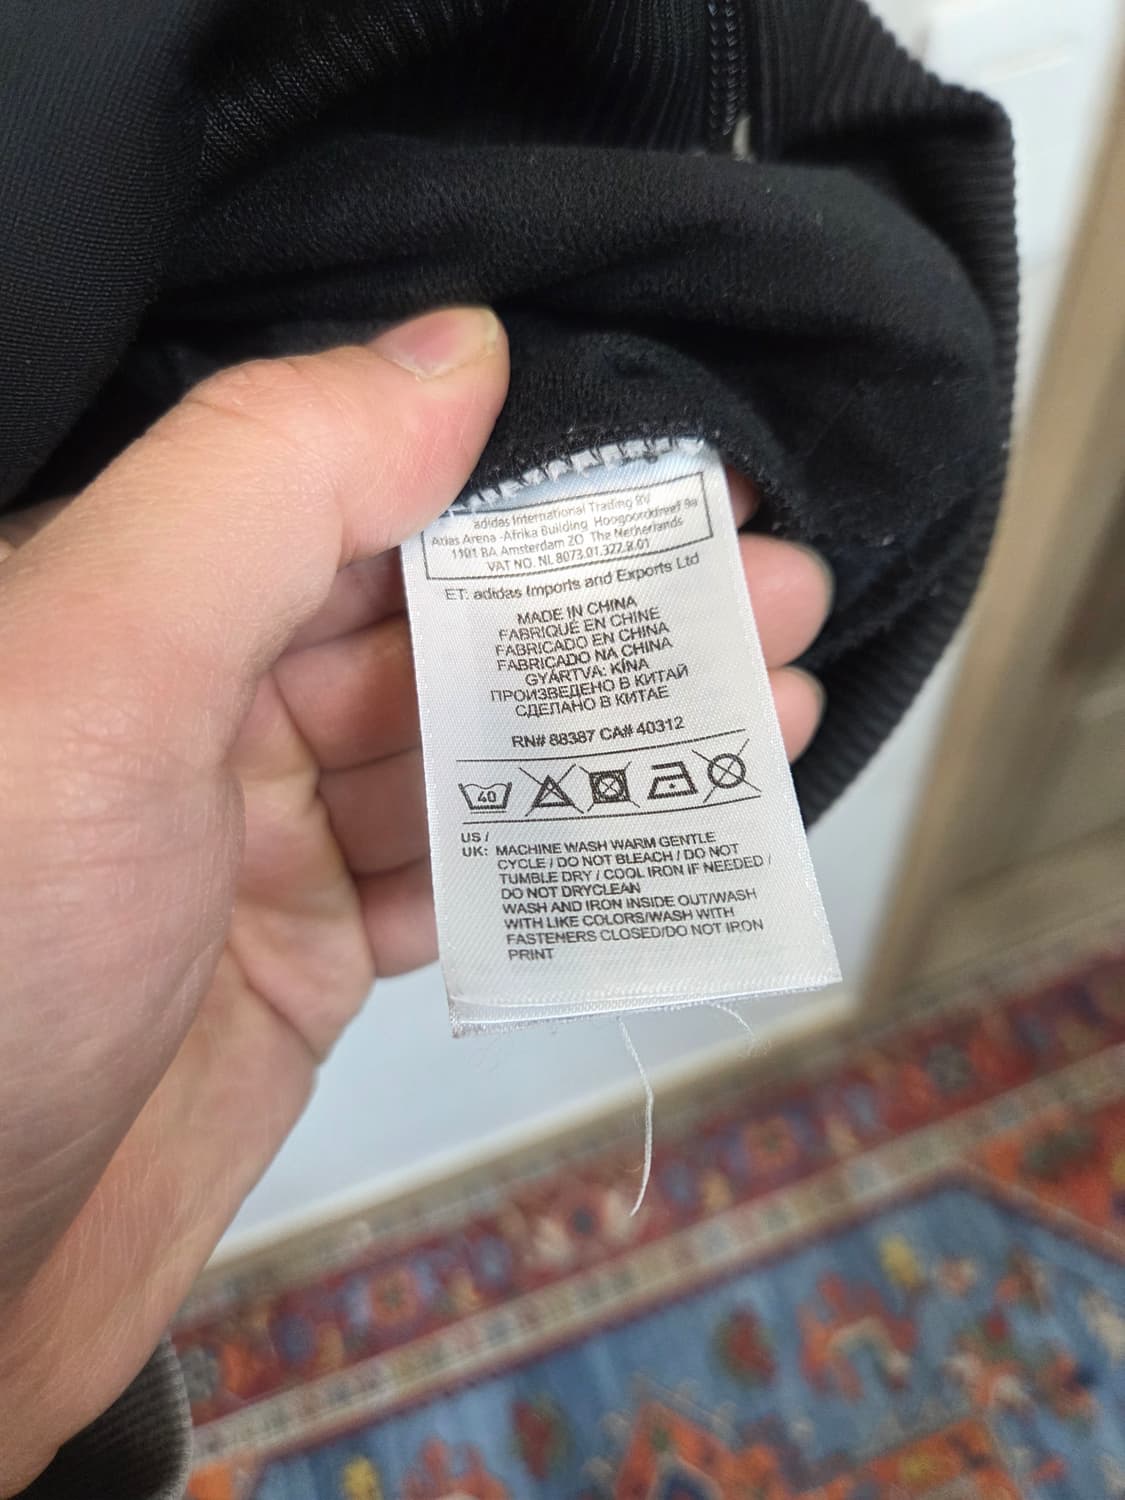 adidas International Trading BV
Atlas Arena -Afrika Building Hoogoorddreef 9a
1101 BA Amsterdam ZO The Netherlands
VAT NO. NL 8073.01.327.B.01
ET: adidas Imports and Exports Ltd
MADE IN CHINA
FABRIQUÉ EN CHINE
FABRICADO EN CHINA
FABRICADO NA CHINA
GYÁRTVA: KÍNA
ПРОИЗВЕДЕНО В КИТАЙ
СДЕЛАНО В КИТАЕ
RN# 88387 CA# 40312
40
US /
UK: MACHINE WASH WARM GENTLE
CYCLE / DO NOT BLEACH / DO NOT
TUMBLE DRY / COOL IRON IF NEEDED /
DO NOT DRYCLEAN
WASH AND IRON INSIDE OUT/WASH
WITH LIKE COLORS/WASH WITH
FASTENERS CLOSED/DO NOT IRON
PRINT